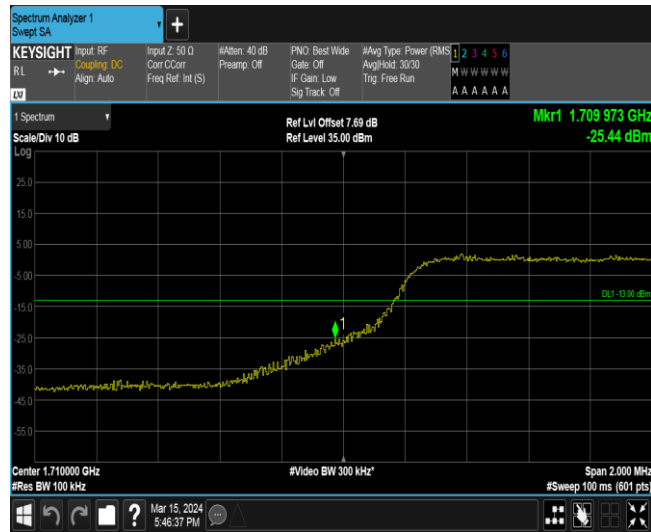 Spectrum Analyzer 1
Swept SA
+
KEYSIGHT
RL
LXI
Input: RF
Coupling: DC
Align: Auto
Input Z: 50 Ω
Corr CCorr
Freq Ref: Int (S)
#Atten: 40 dB
Preamp: Off
PNO: Best Wide
Gate: Off
IF Gain: Low
Sig Track: Off
#Avg Type: Power (RMS
Avg|Hold: 30/30
Trig: Free Run
1 2 3 4 5 6
M W W W W W
A A A A A A
1 Spectrum
Scale/Div 10 dB
Log
Ref Lvl Offset 7.69 dB
Ref Level 35.00 dBm
Mkr1 1.709 973 GHz
-25.44 dBm
25.0
15.0
5.00
-5.00
-15.0
-25.0
-35.0
-45.0
-55.0
DL1 -13.00 dBm
1
Center 1.710000 GHz
#Res BW 100 kHz
#Video BW 300 kHz*
Span 2.000 MHz
#Sweep 100 ms (601 pts)
?
Mar 15, 2024
5:46:37 PM